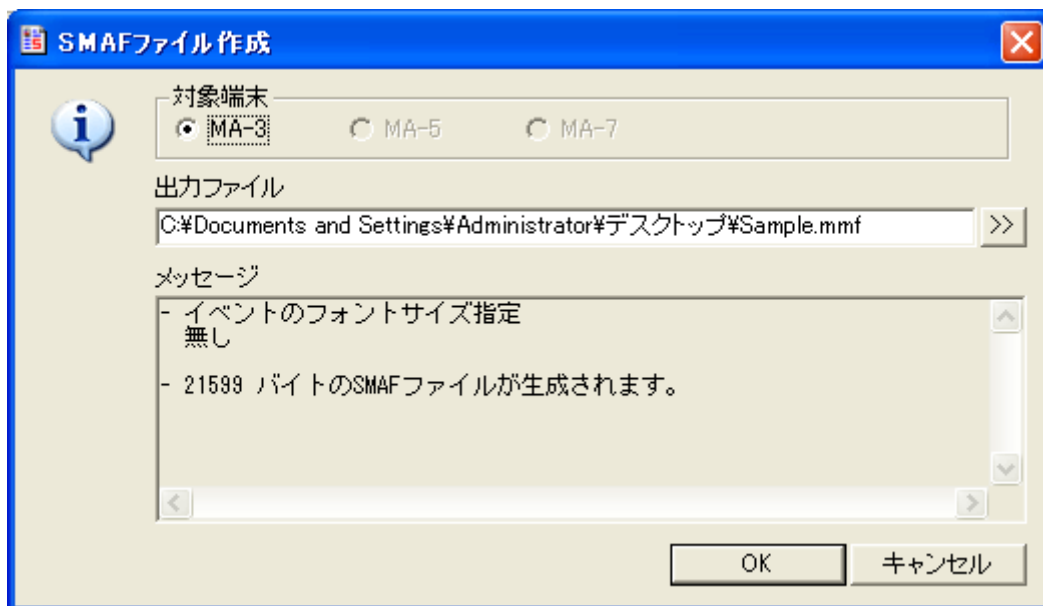 SMAFファイル作成
対象端末
MA-3 MA-5 MA-7
出力ファイル
C:¥Documents and Settings¥Administrator¥デスクトップ¥Sample.mmf >>
メッセージ
- イベントのフォントサイズ指定
無し
- 21599 バイトのSMAFファイルが生成されます。
OK キャンセル